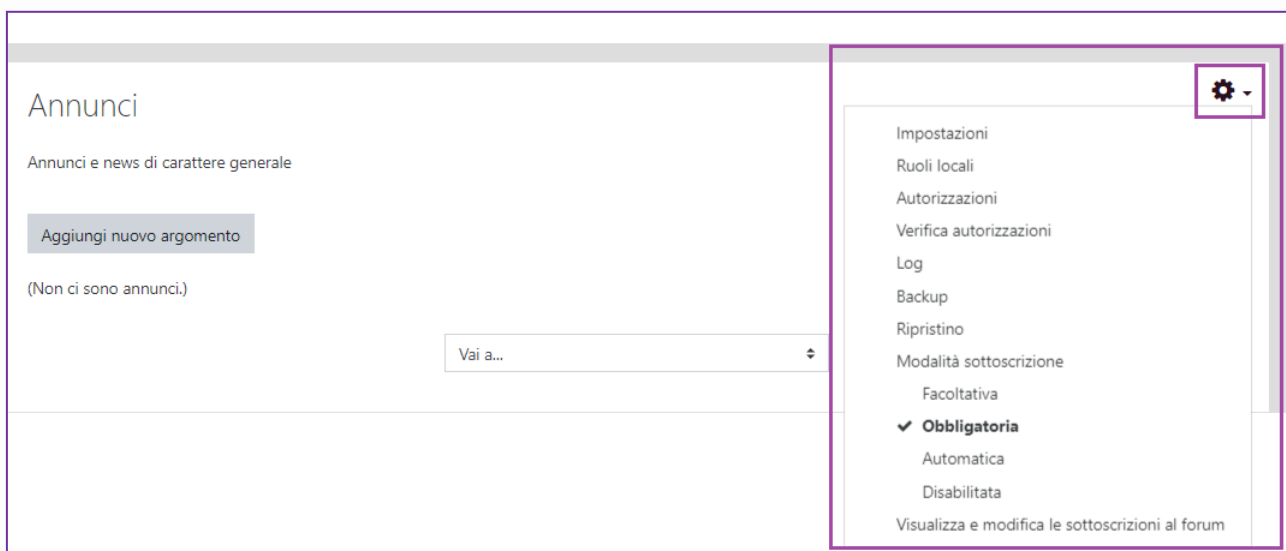 Annunci
Annunci e news di carattere generale
Aggiungi nuovo argomento
(Non ci sono annunci.)
Vai a...
Impostazioni
Ruoli locali
Autorizzazioni
Verifica autorizzazioni
Log
Backup
Ripristino
Modalità sottoscrizione
Facoltativa
Obbligatoria
Automatica
Disabilitata
Visualizza e modifica le sottoscrizioni al forum